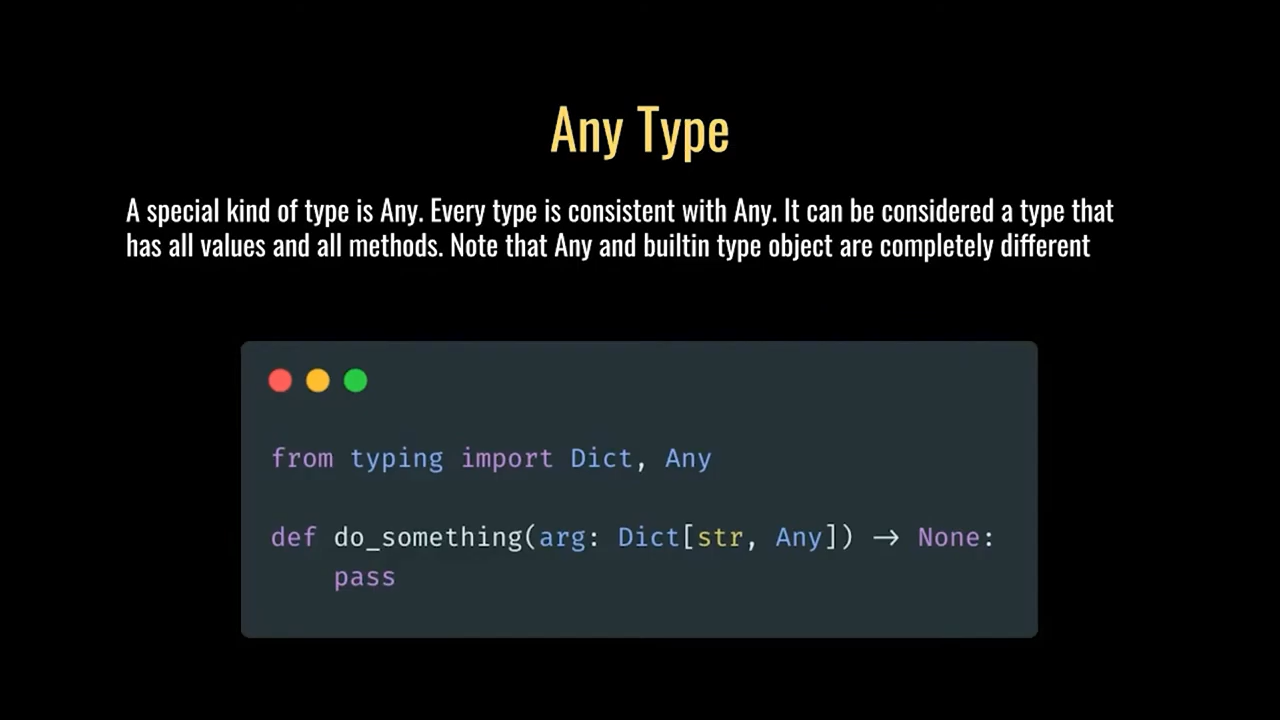 Any Type
A special kind of type is Any. Every type is consistent with Any. It can be considered a type that
has all values and all methods. Note that Any and builtin type object are completely different
from typing import Dict, Any
def do_something(arg: Dict[str, Any]) -> None:
    pass